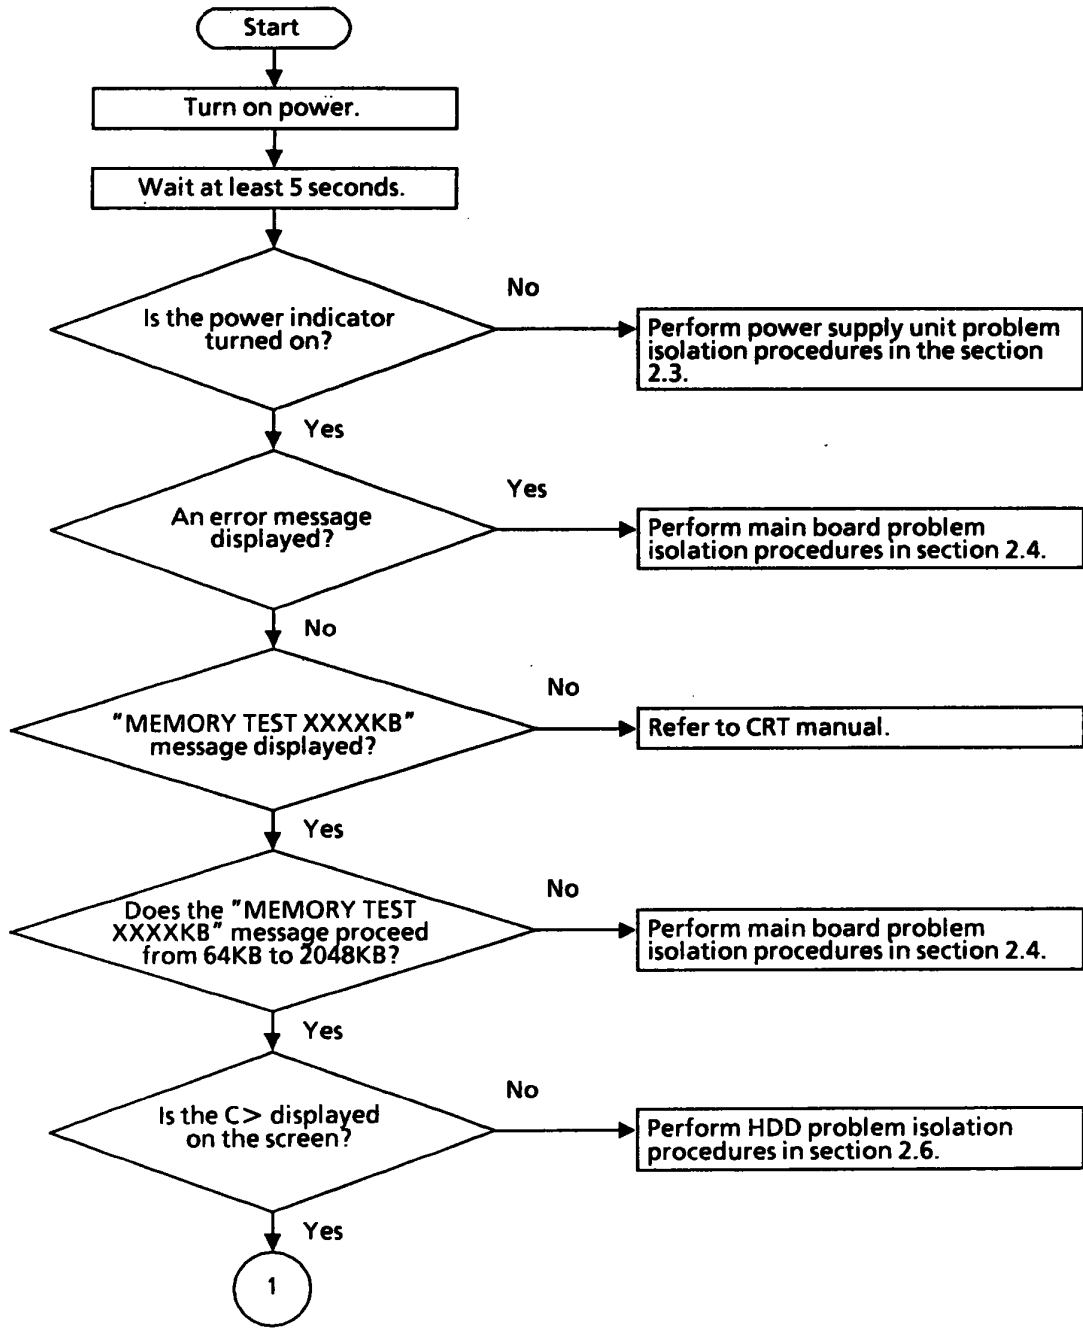 Start
Turn on power.
Wait at least 5 seconds.
Is the power indicator
turned on?
No
Perform power supply unit problem
isolation procedures in the section
2.3.
Yes
An error message
displayed?
Yes
Perform main board problem
isolation procedures in section 2.4.
No
"MEMORY TEST XXXXKB"
message displayed?
No
Refer to CRT manual.
Yes
Does the "MEMORY TEST
XXXXKB" message proceed
from 64KB to 2048KB?
No
Perform main board problem
isolation procedures in section 2.4.
Yes
Is the C> displayed
on the screen?
No
Perform HDD problem isolation
procedures in section 2.6.
Yes
1